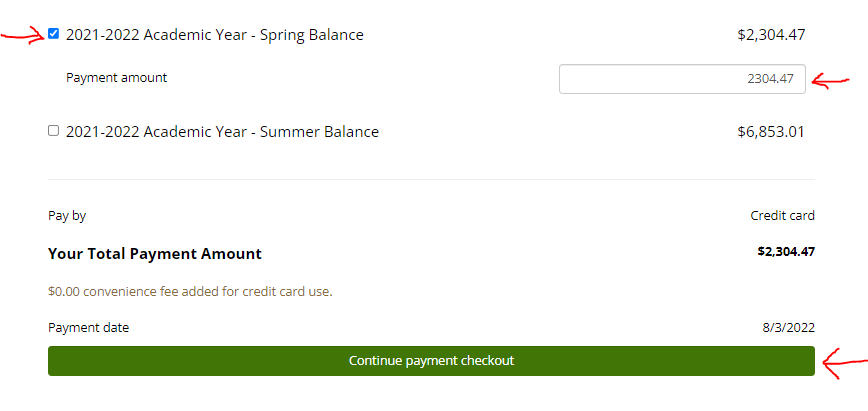 2021-2022 Academic Year - Spring Balance $2,304.47
Payment amount 2304.47
2021-2022 Academic Year - Summer Balance $6,853.01
Pay by Credit card
Your Total Payment Amount $2,304.47
$0.00 convenience fee added for credit card use.
Payment date 8/3/2022
Continue payment checkout